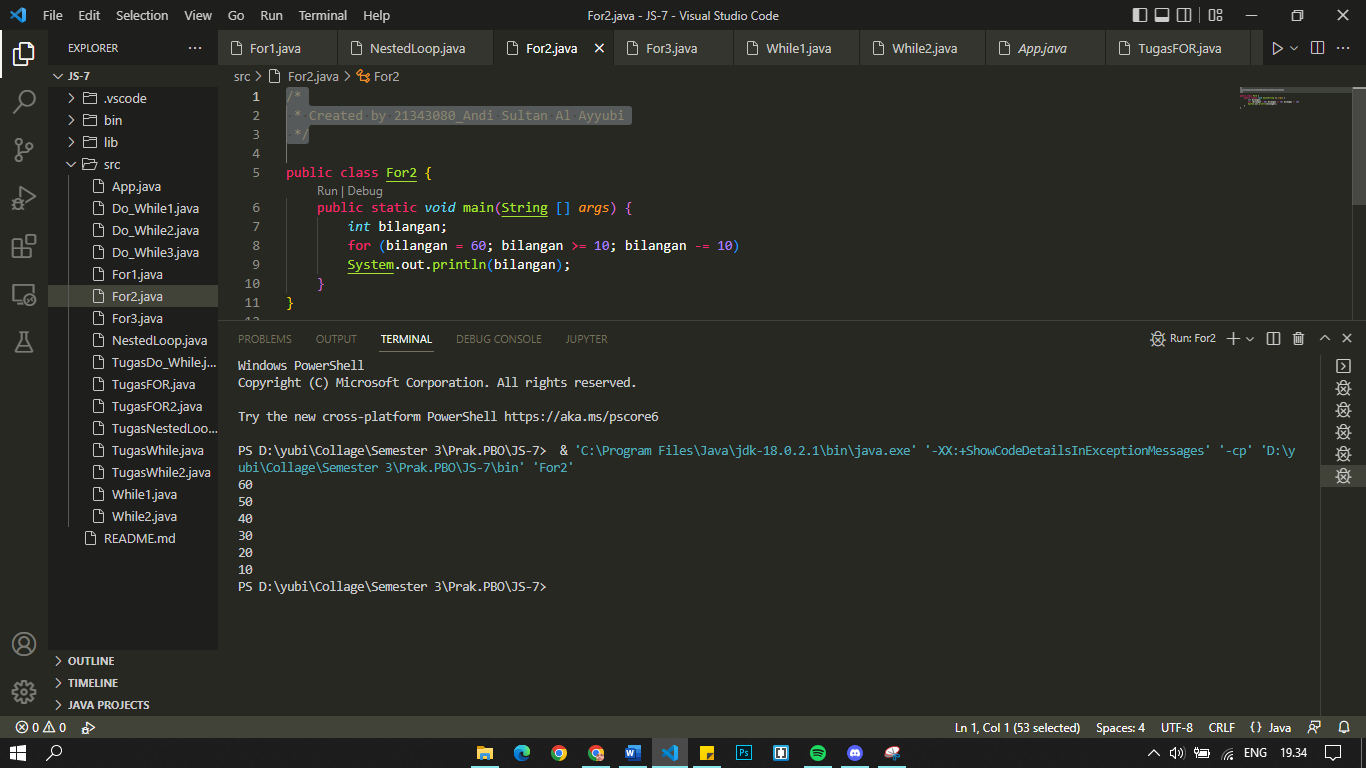 File Edit Selection View Go Run Terminal Help For2.java - JS-7 - Visual Studio Code
EXPLORER ···
For1.java NestedLoop.java For2.java For3.java While1.java While2.java App.java TugasFOR.java
JS-7
src > For2.java > For2
.vscode
bin
lib
src
App.java
Do_While1.java
Do_While2.java
Do_While3.java
For1.java
For2.java
For3.java
NestedLoop.java
TugasDo_While.j...
TugasFOR.java
TugasFOR2.java
TugasNestedLoo...
TugasWhile.java
TugasWhile2.java
While1.java
While2.java
README.md
OUTLINE
TIMELINE
JAVA PROJECTS
1 /*
2 * Created by 21343080_Andi Sultan Al Ayyubi
3 */
4
5 public class For2 {
Run | Debug
6 public static void main(String [] args) {
7 int bilangan;
8 for (bilangan = 60; bilangan >= 10; bilangan -= 10)
9 System.out.println(bilangan);
10 }
11 }
PROBLEMS OUTPUT TERMINAL DEBUG CONSOLE JUPYTER Run: For2
Windows PowerShell
Copyright (C) Microsoft Corporation. All rights reserved.
Try the new cross-platform PowerShell https://aka.ms/pscore6
PS D:\yubi\Collage\Semester 3\Prak.PBO\JS-7> & 'C:\Program Files\Java\jdk-18.0.2.1\bin\java.exe' '-XX:+ShowCodeDetailsInExceptionMessages' '-cp' 'D:\y
ubi\Collage\Semester 3\Prak.PBO\JS-7\bin' 'For2'
60
50
40
30
20
10
PS D:\yubi\Collage\Semester 3\Prak.PBO\JS-7>
0 0 Ln 1, Col 1 (53 selected) Spaces: 4 UTF-8 CRLF {} Java
ENG 19.34